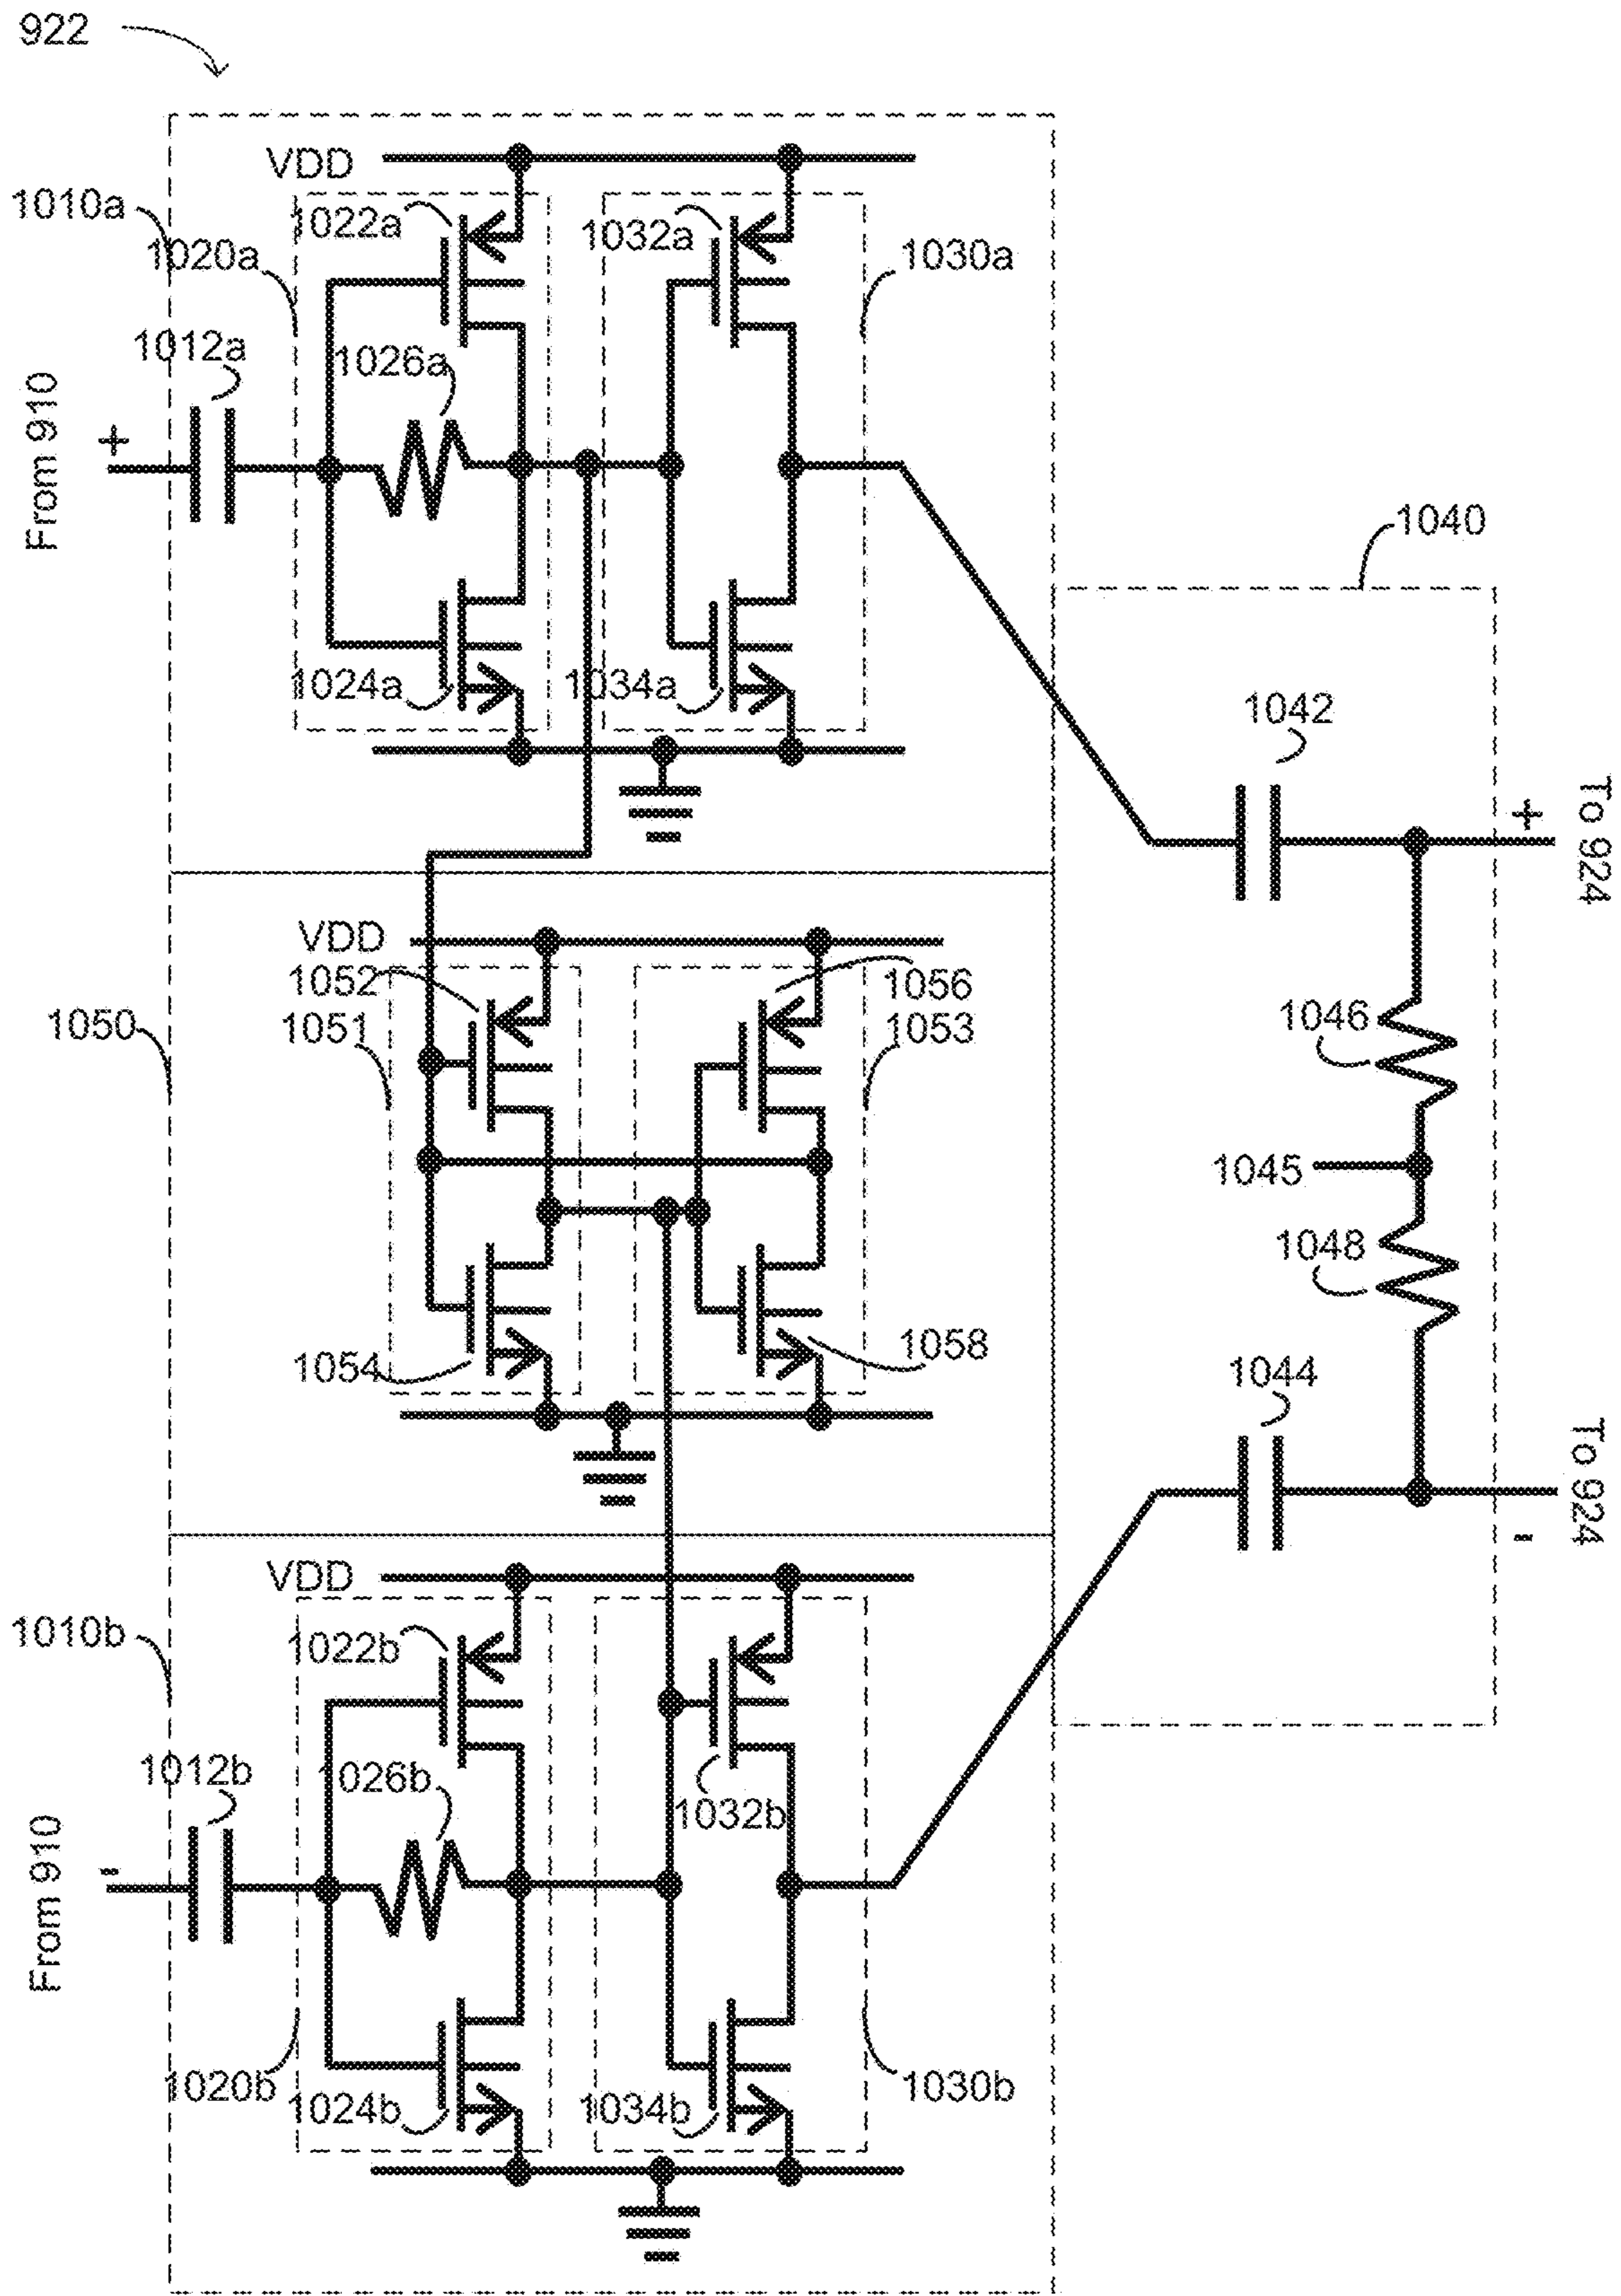 922
VDD
1010a
1020a
1022a
1032a
1030a
1012a
1026a
From 910
+
1024a
1034a
1040
1042
+
To 924
VDD
1052
1056
1050
1051
1053
1046
1045
1048
1054
1058
1044
To 924
-
VDD
1010b
1022b
1012b
1026b
1032b
From 910
-
1020b
1024b
1034b
1030b